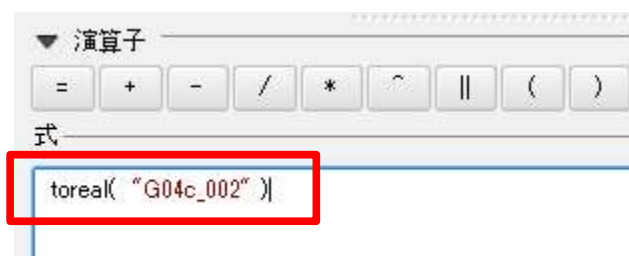 ▼ 演算子
= + - / * ^ || ( )
式
toreal( "G04c_002" )